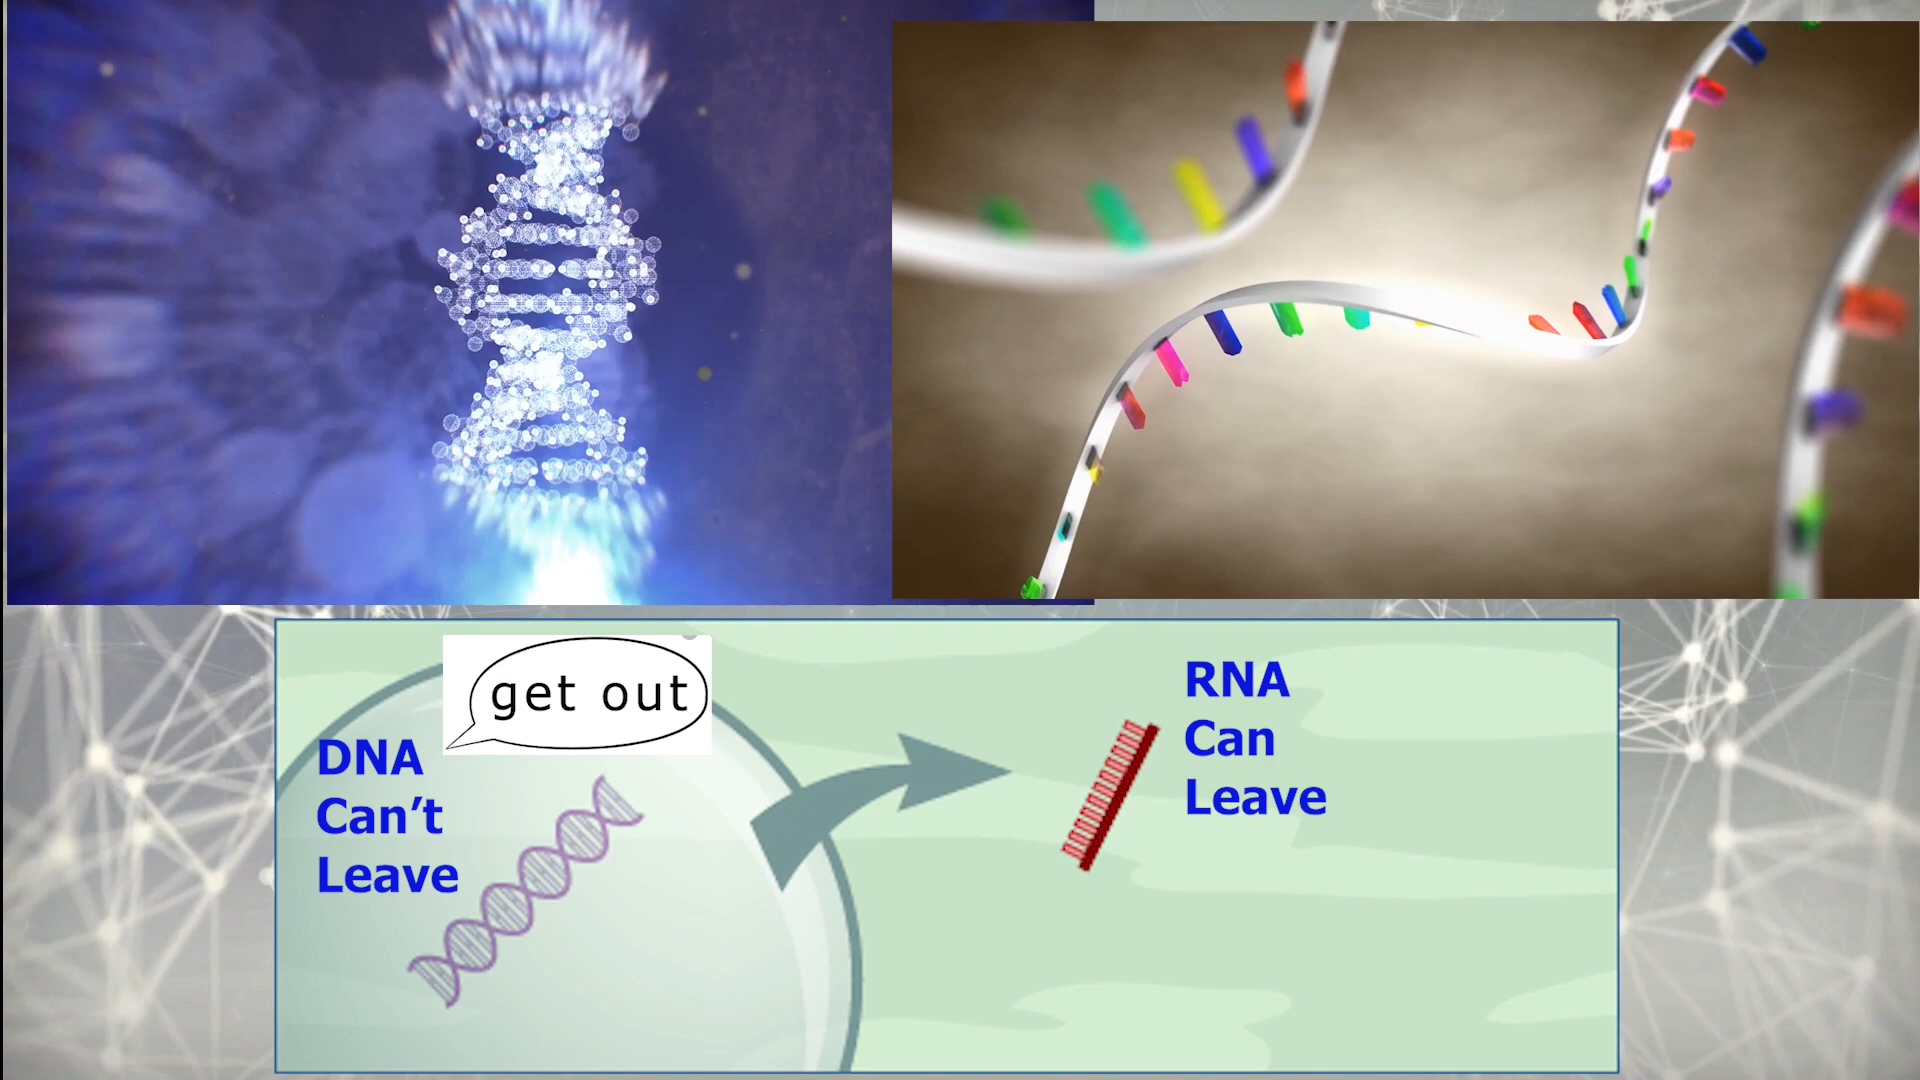 get out
DNA
Can’t
Leave
RNA
Can
Leave